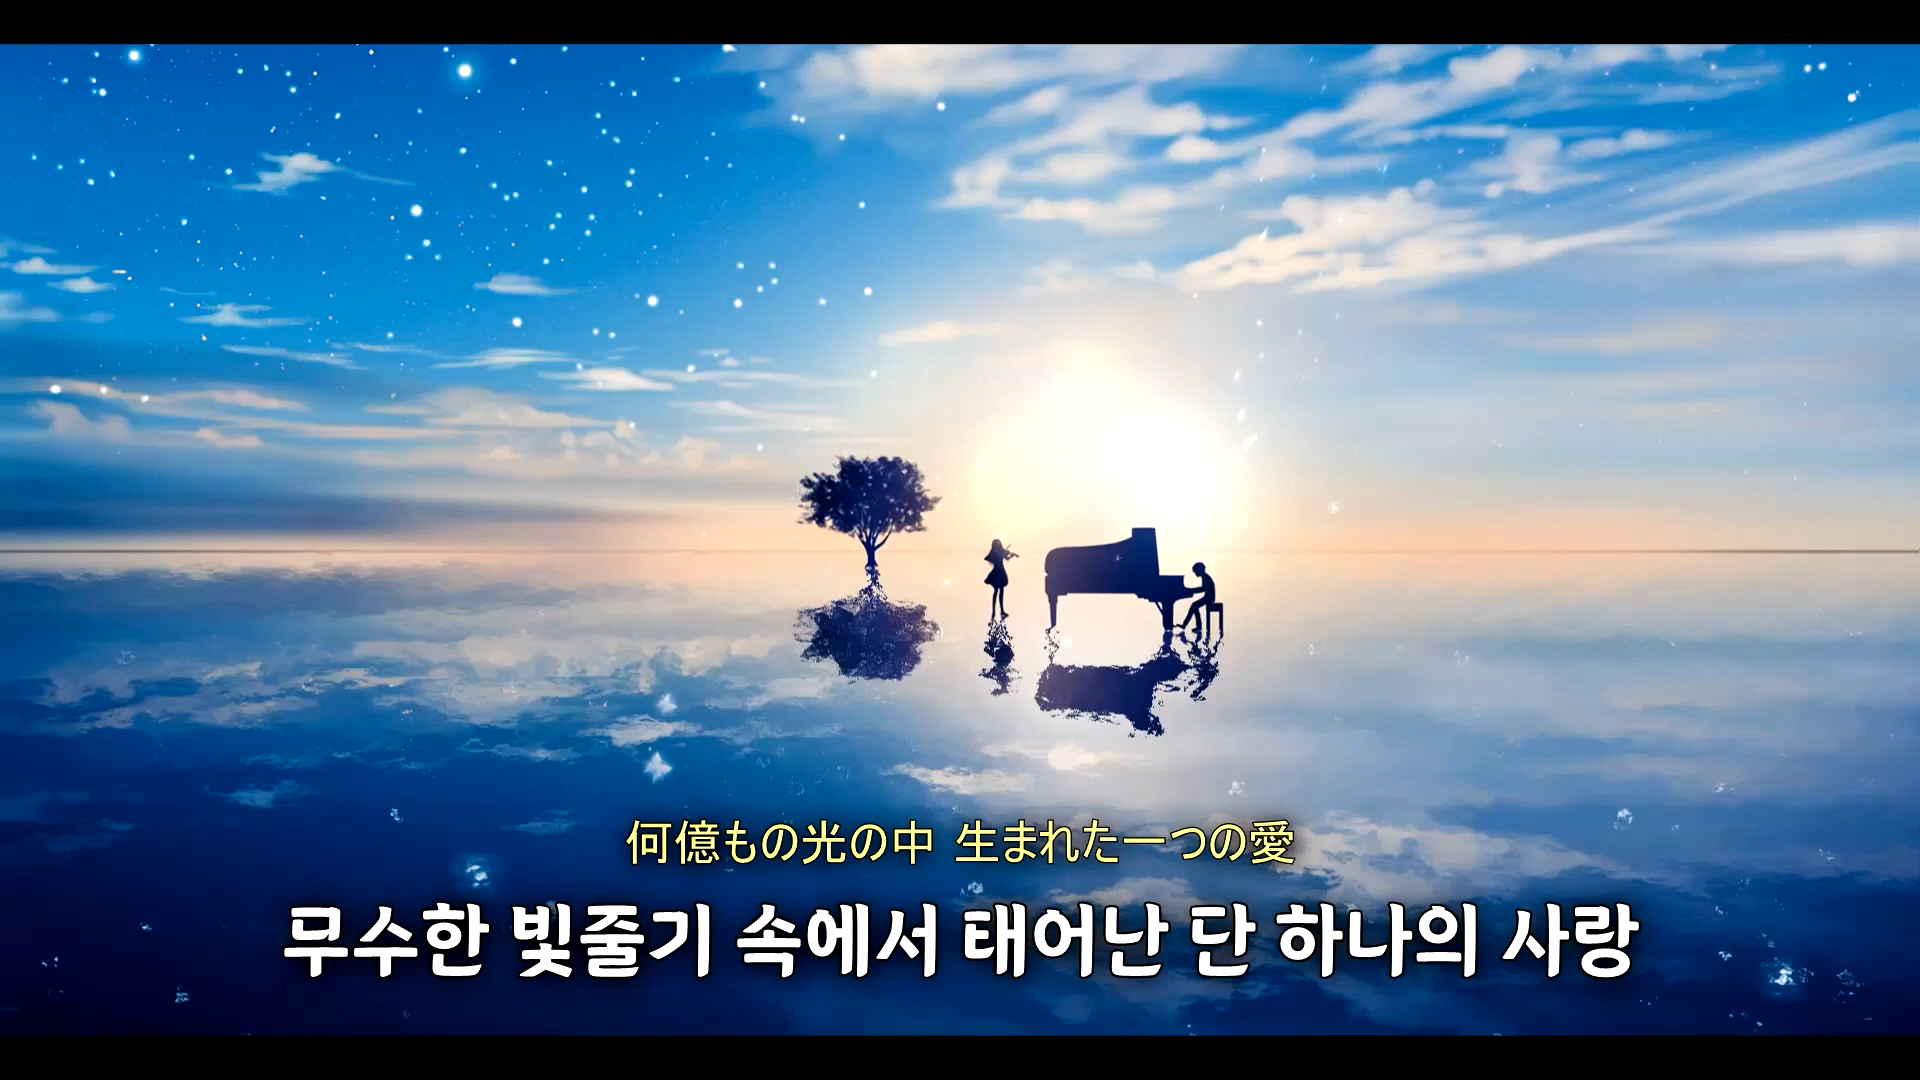 何億もの光の中 生まれた一つの愛
무수한 빛줄기 속에서 태어난 단 하나의 사랑